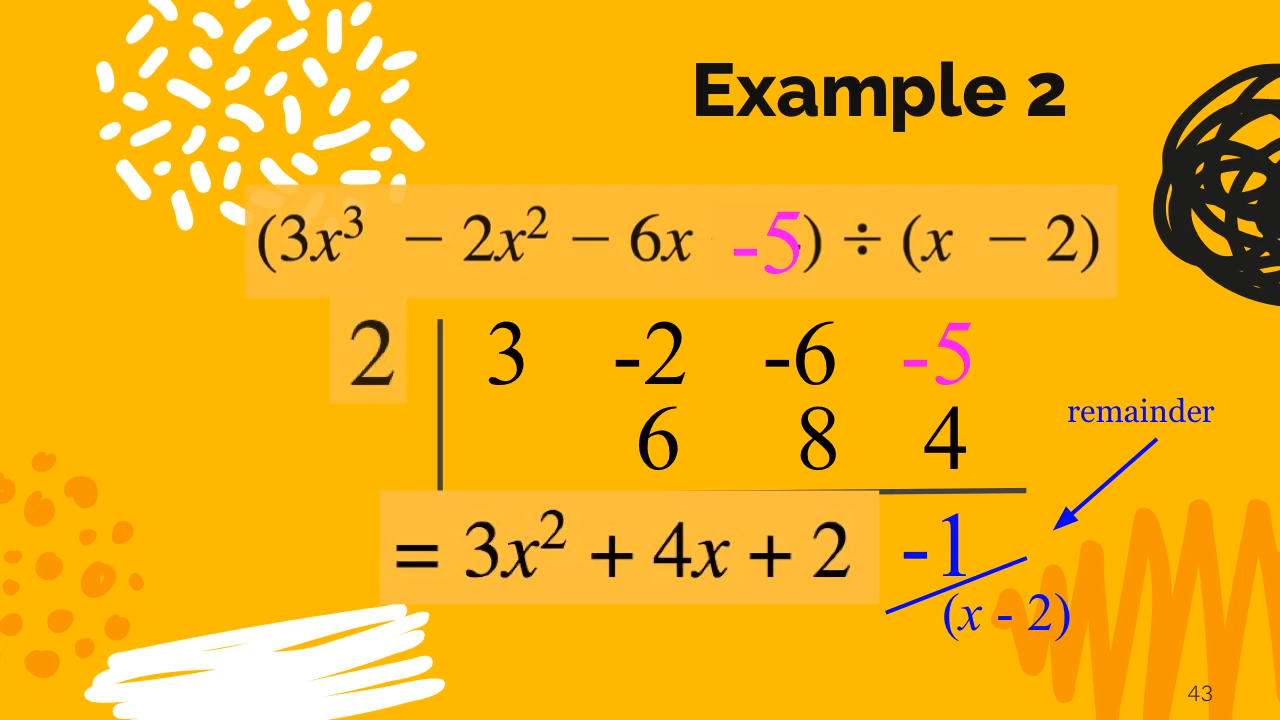 Example 2
(3x³ − 2x² − 6x -5) ÷ (x − 2)
2 3 -2 -6 -5
6 8 4
remainder
= 3x² + 4x + 2 -1
(x - 2)
43